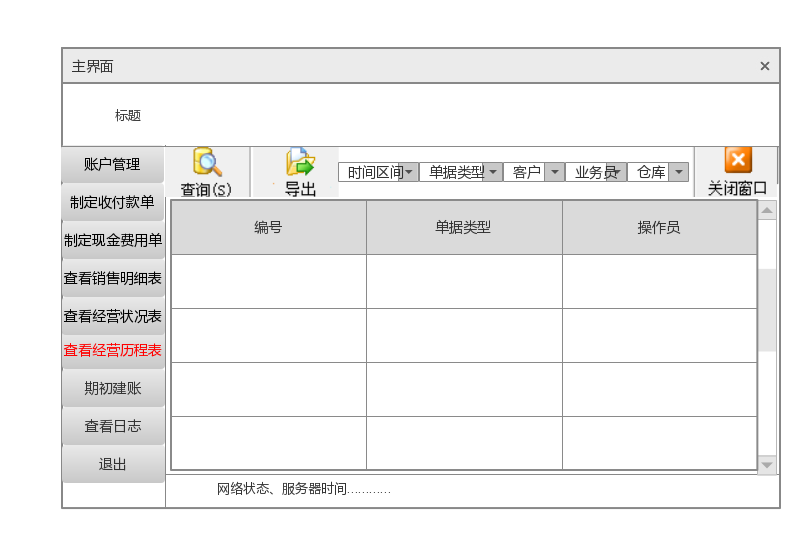 主界面
标题
账户管理
制定收付款单
制定现金费用单
查看销售明细表
查看经营状况表
查看经营历程表
期初建账
查看日志
退出
查询(S)
导出
时间区间
单据类型
客户
业务员
仓库
关闭窗口
编号 单据类型 操作员
网络状态、服务器时间…………